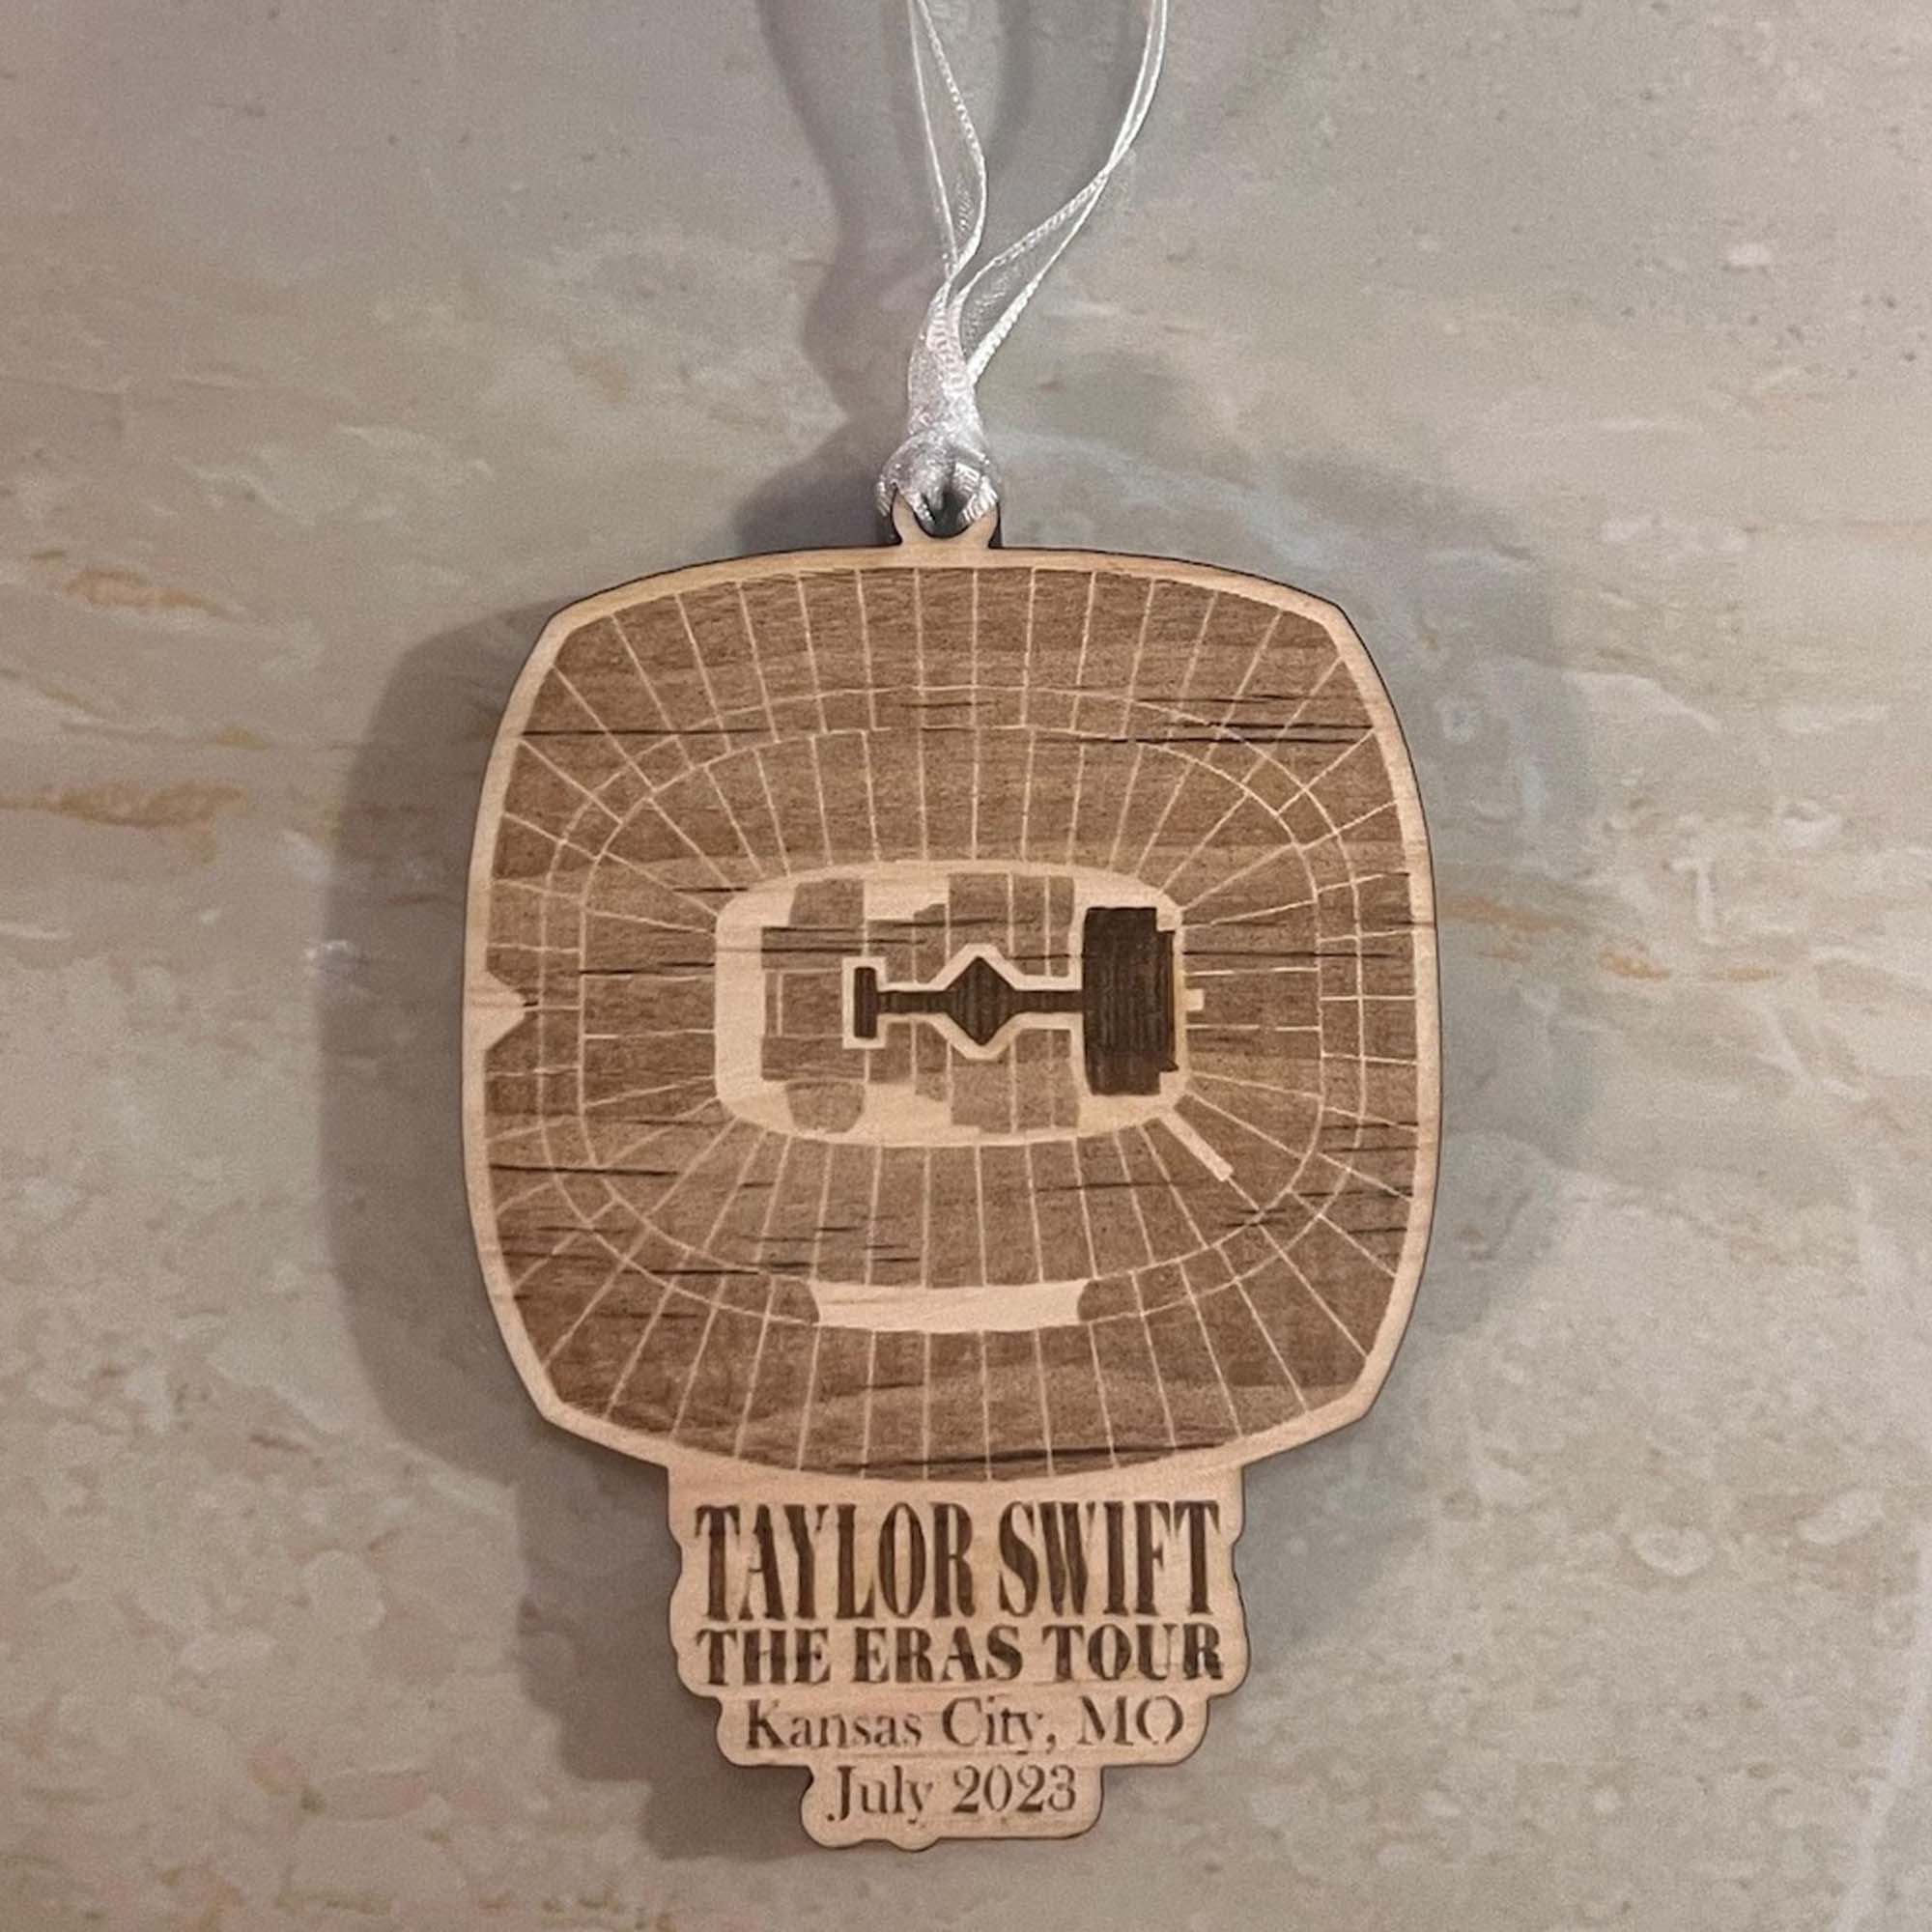 TAYLOR SWIFT
THE ERAS TOUR
Kansas City, MO
July 2023